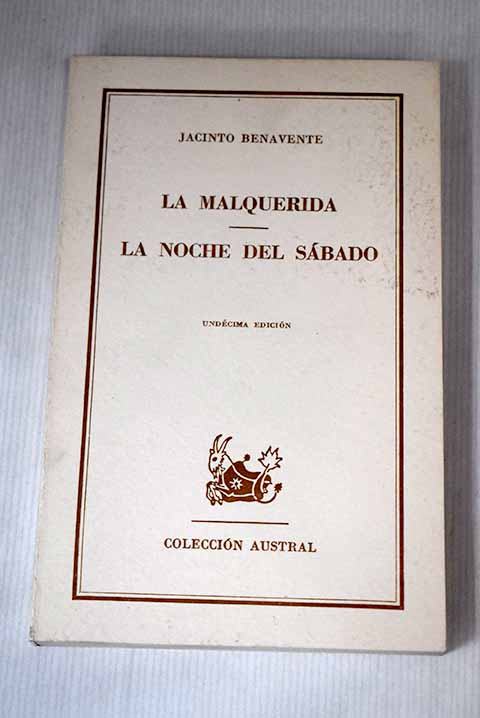 JACINTO BENAVENTE
LA MALQUERIDA
LA NOCHE DEL SÁBADO
UNDÉCIMA EDICIÓN
COLECCIÓN AUSTRAL